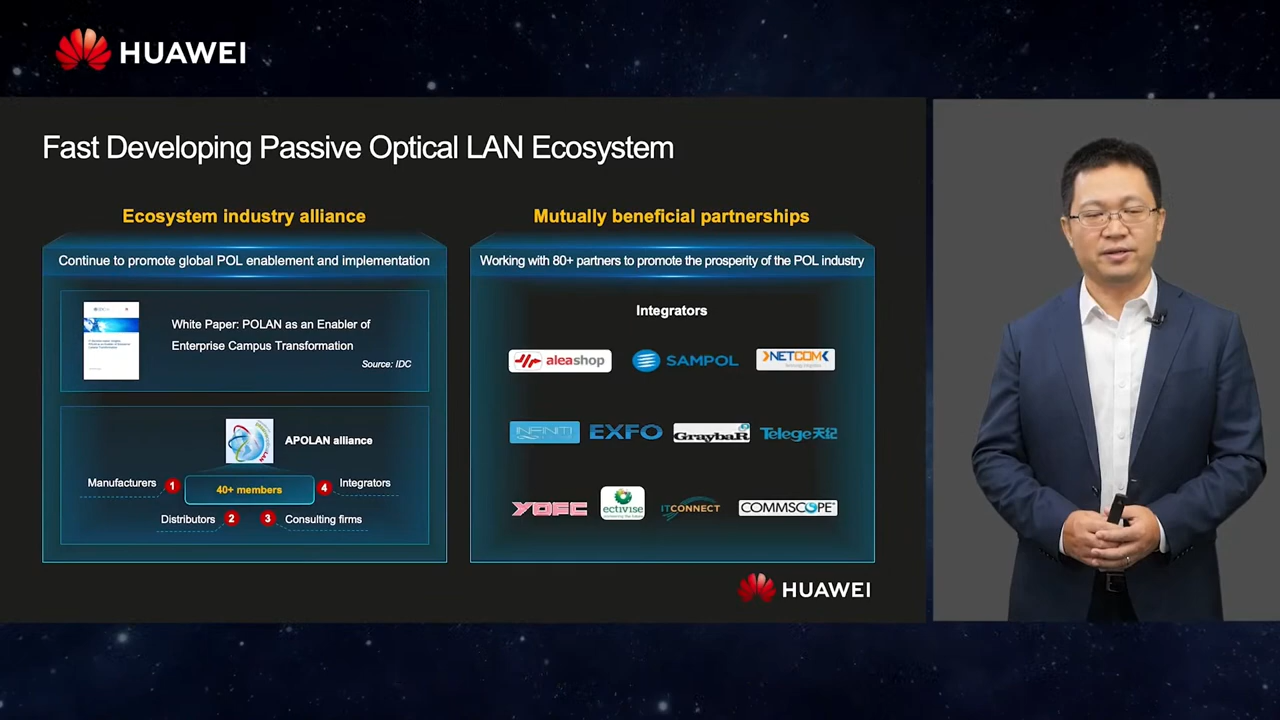 HUAWEI
Fast Developing Passive Optical LAN Ecosystem
Ecosystem industry alliance
Continue to promote global POL enablement and implementation
White Paper: POLAN as an Enabler of
Enterprise Campus Transformation
Source: IDC
APOLAN alliance
Manufacturers 1
40+ members
4 Integrators
Distributors 2
3 Consulting firms
Mutually beneficial partnerships
Working with 80+ partners to promote the prosperity of the POL industry
Integrators
aleashop
SAMPOL
NETCOM
INFINITI
EXFO
GraybaR
Telege天纪
YOFC
ectivise
ITCONNECT
COMMSCOPE®
HUAWEI